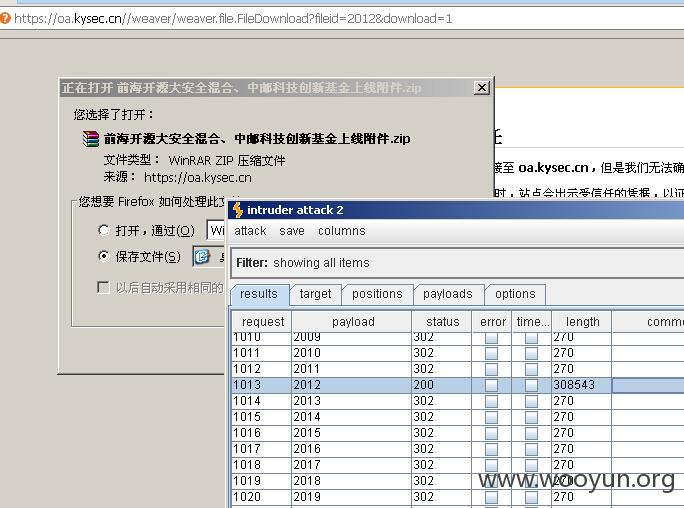 https://oa.kysec.cn//weaver/weaver.file.FileDownload?fileid=2012&download=1
正在打开 前海开源大安全混合、中邮科技创新基金上线附件.zip
您选择了打开：
前海开源大安全混合、中邮科技创新基金上线附件.zip
文件类型： WinRAR ZIP 压缩文件
来源： https://oa.kysec.cn
您想要 Firefox 如何处理此文件
打开，通过(O) Wi
保存文件(S)
以后自动采用相同的
任
接至 oa.kysec.cn，但是我们无法确
时，站点会出示受信任的凭据，以证
intruder attack 2
attack save columns
Filter: showing all items
results target positions payloads options
request payload status error time... length comme
1010 2009 302 270
1011 2010 302 270
1012 2011 302 270
1013 2012 200 308543
1014 2013 302 270
1015 2014 302 270
1016 2015 302 270
1017 2016 302 270
1018 2017 302 270
1019 2018 302 270
1020 2019 302 270
www.wooyun.org